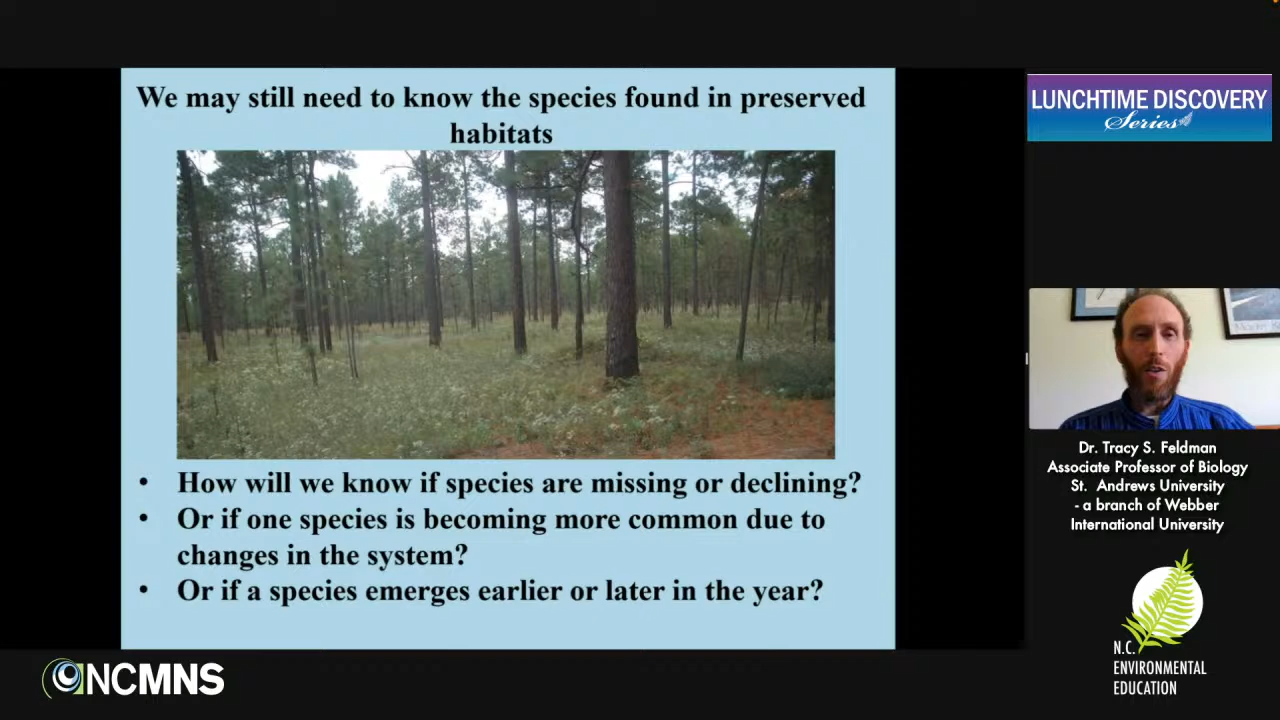 We may still need to know the species found in preserved
habitats
• How will we know if species are missing or declining?
• Or if one species is becoming more common due to
changes in the system?
• Or if a species emerges earlier or later in the year?
LUNCHTIME DISCOVERY
Series
Dr. Tracy S. Feldman
Associate Professor of Biology
St. Andrews University
- a branch of Webber
International University
N.C.
ENVIRONMENTAL
EDUCATION
NCMNS